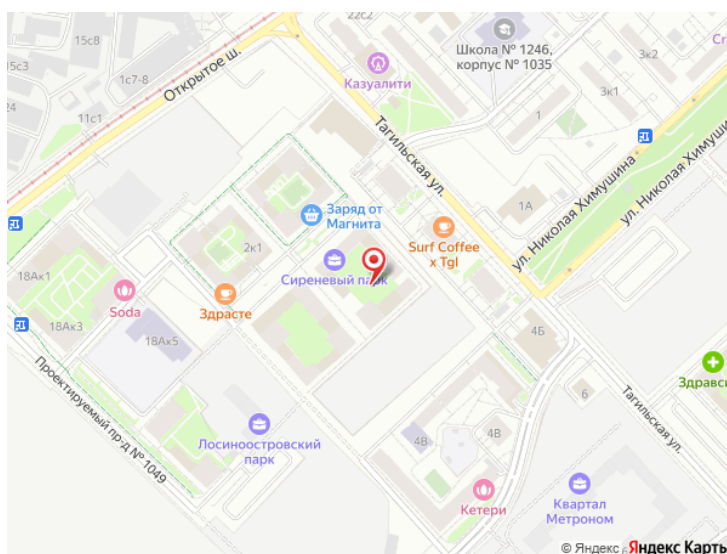 22с2
15с8
15с3
1с7-8
24
11с1
Открытое ш.
Казуалити
Школа № 1246,
корпус № 1035
3к2
3к1
1
Тагильская ул.
1А
ул. Николая Химушина
ул. Николая Химушина
Заряд от
Магнита
2к1
Surf Coffee
x Tgl
Сиреневый парк
18Ак1
Soda
Здрасте
18Ак3
18Ак5
4Б
6
Здравс
Тагильская ул.
Проектируемый пр-д № 1049
Лосиноостровский
парк
4В
4В
Кетери
Квартал
Метроном
6
© Яндекс
Яндекс Карты